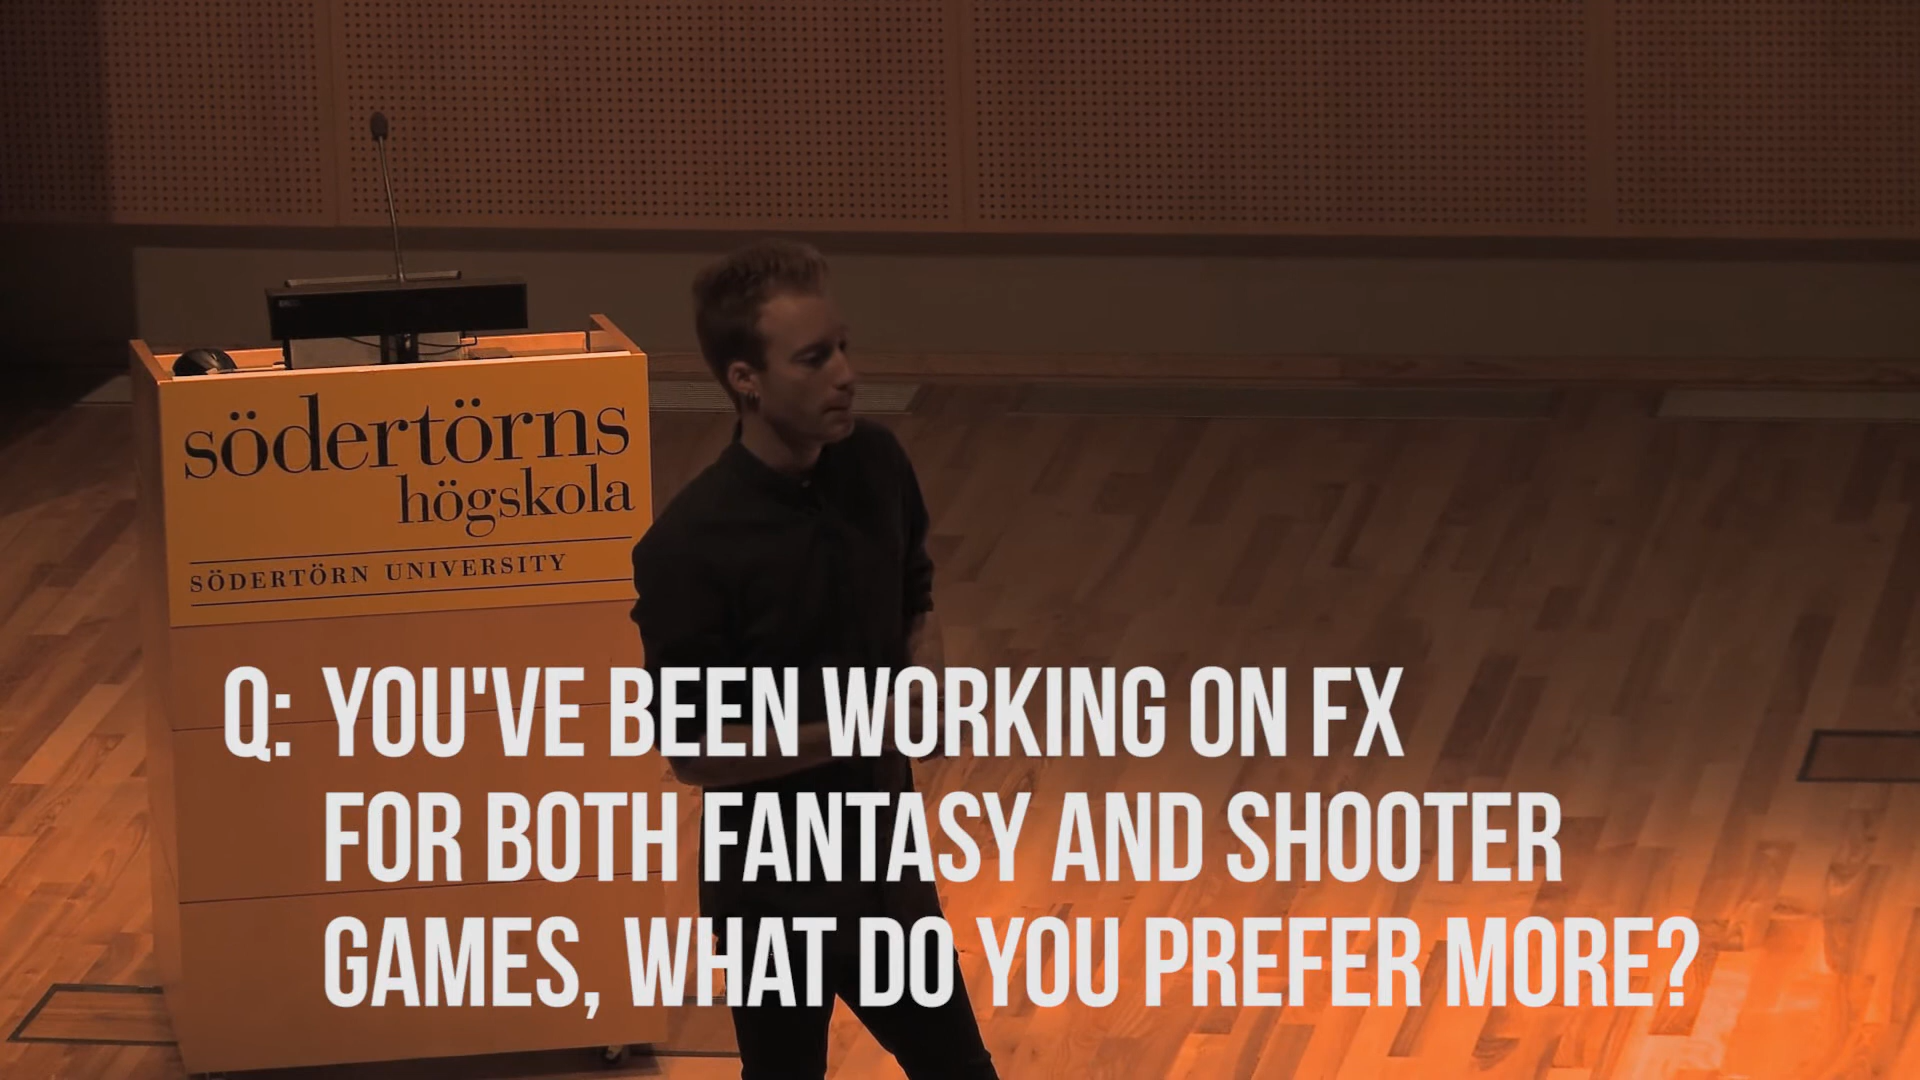 södertörns
högskola
SÖDERTÖRN UNIVERSITY
Q: YOU'VE BEEN WORKING ON FX
FOR BOTH FANTASY AND SHOOTER
GAMES, WHAT DO YOU PREFER MORE?